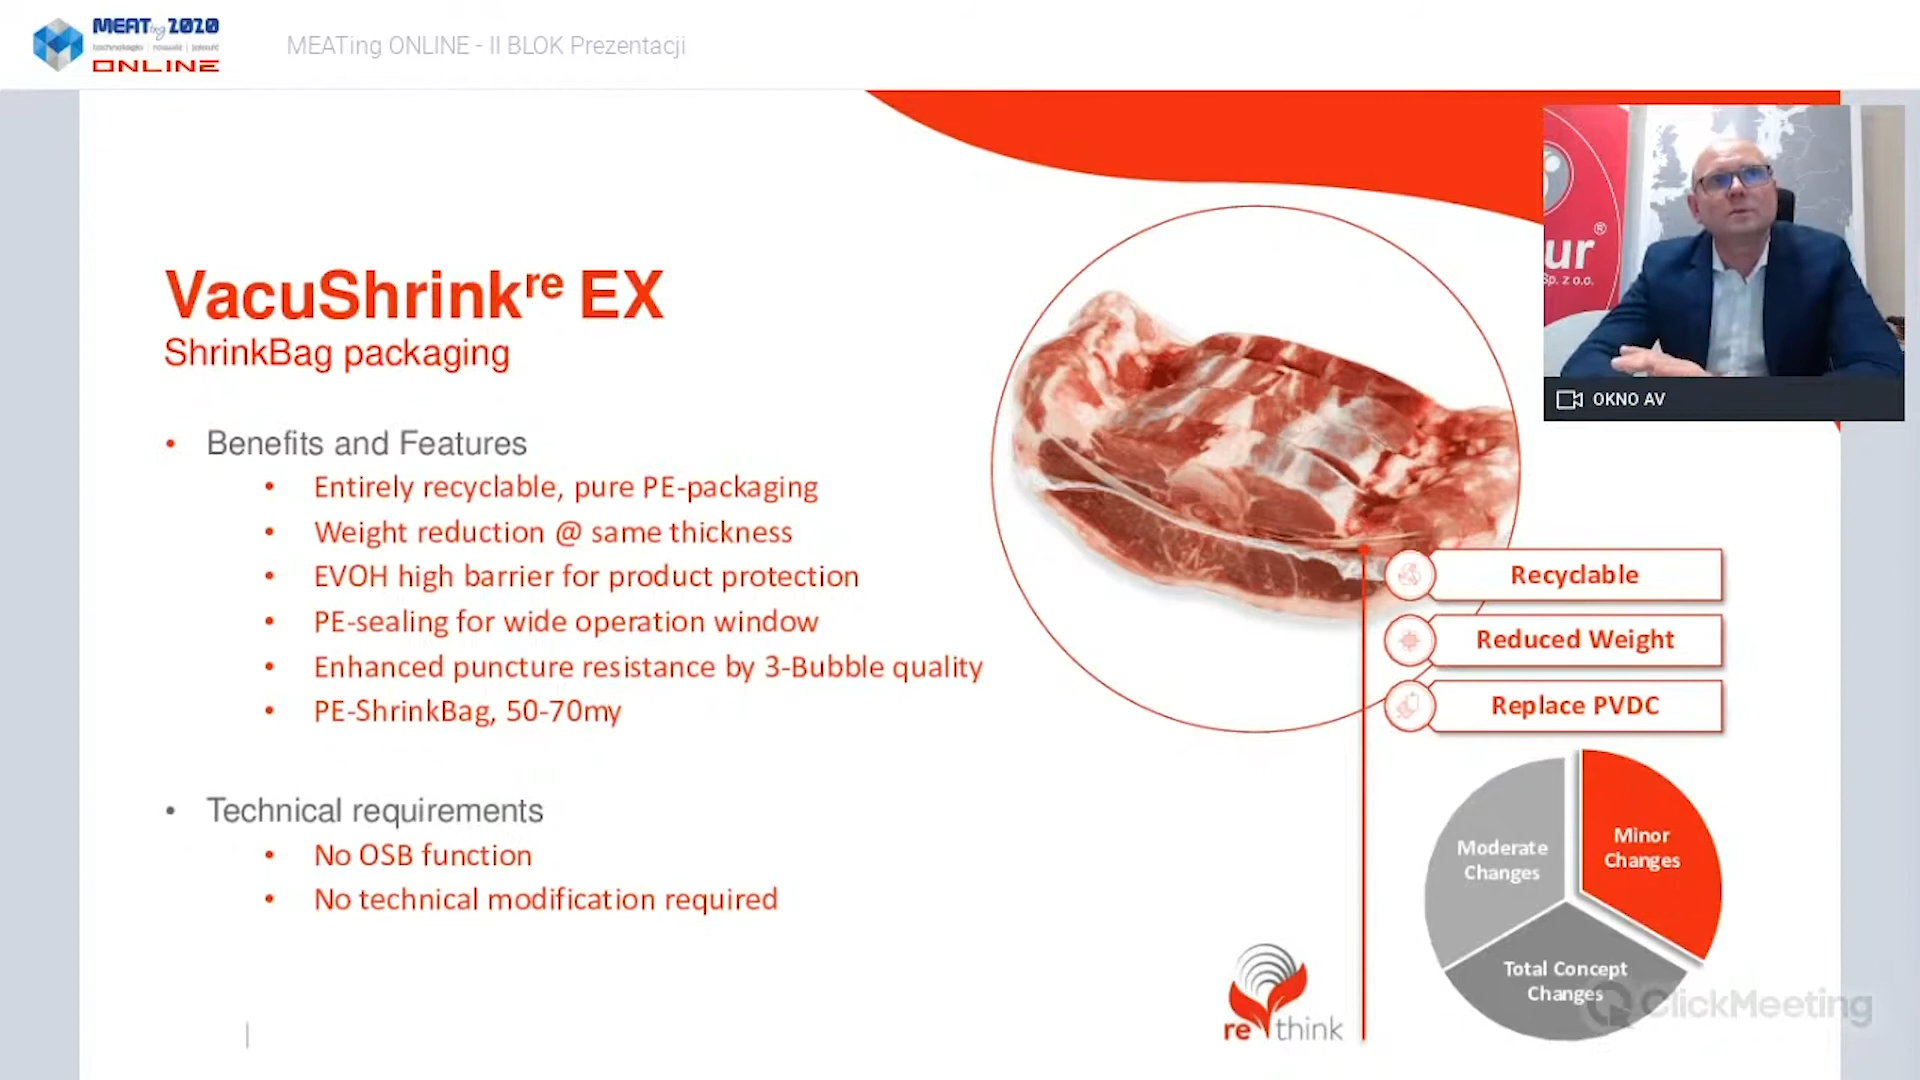 MEATing 2020
ONLINE
MEATing ONLINE - II BLOK Prezentacji
VacuShrinkre EX
ShrinkBag packaging
• Benefits and Features
• Entirely recyclable, pure PE-packaging
• Weight reduction @ same thickness
• EVOH high barrier for product protection
• PE-sealing for wide operation window
• Enhanced puncture resistance by 3-Bubble quality
• PE-ShrinkBag, 50-70my
• Technical requirements
• No OSB function
• No technical modification required
ur ®
Sp. z o.o.
OKNO AV
Recyclable
Reduced Weight
Replace PVDC
Minor
Changes
Moderate
Changes
Total Concept
Changes
re think
ClickMeeting